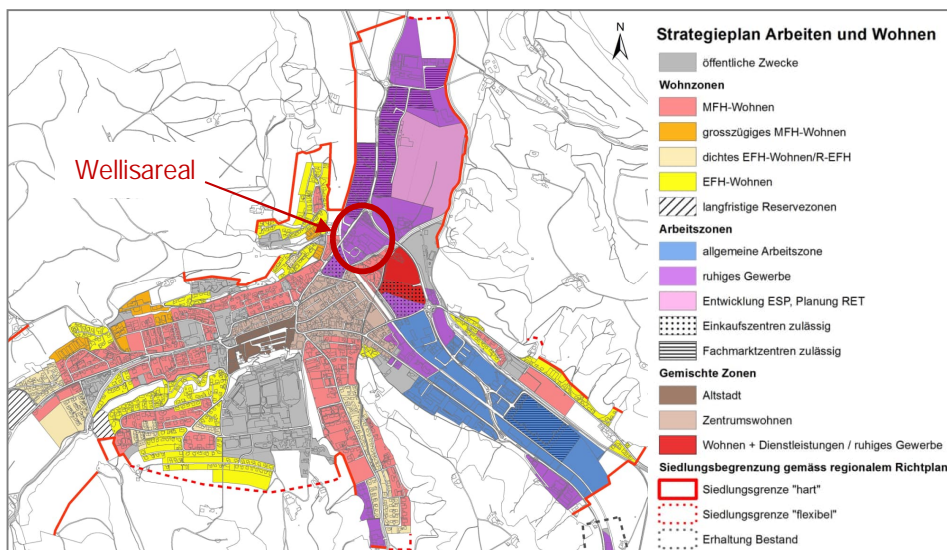 Wellisareal
N
Strategieplan Arbeiten und Wohnen
öffentliche Zwecke
Wohnzonen
MFH-Wohnen
grosszügiges MFH-Wohnen
dichtes EFH-Wohnen/R-EFH
EFH-Wohnen
langfristige Reservezonen
Arbeitszonen
allgemeine Arbeitszone
ruhiges Gewerbe
Entwicklung ESP, Planung RET
Einkaufszentren zulässig
Fachmarktzentren zulässig
Gemischte Zonen
Altstadt
Zentrumswohnen
Wohnen + Dienstleistungen / ruhiges Gewerbe
Siedlungsbegrenzung gemäss regionalem Richtplan
Siedlungsgrenze "hart"
Siedlungsgrenze "flexibel"
Erhaltung Bestand